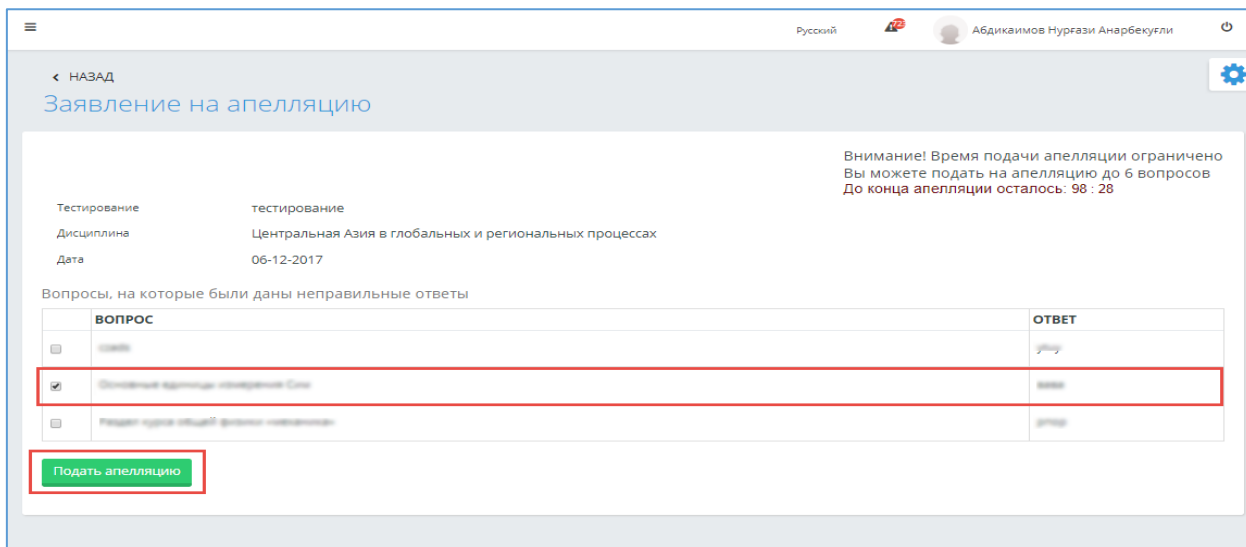 Русский
Абдикаимов Нурғази Анарбекуғли
НАЗАД
Заявление на апелляцию
Внимание! Время подачи апелляции ограничено
Вы можете подать на апелляцию до 6 вопросов
До конца апелляции осталось: 98 : 28
Тестирование тестирование
Дисциплина Центральная Азия в глобальных и региональных процессах
Дата 06-12-2017
Вопросы, на которые были даны неправильные ответы
ВОПРОС ОТВЕТ
Подать апелляцию